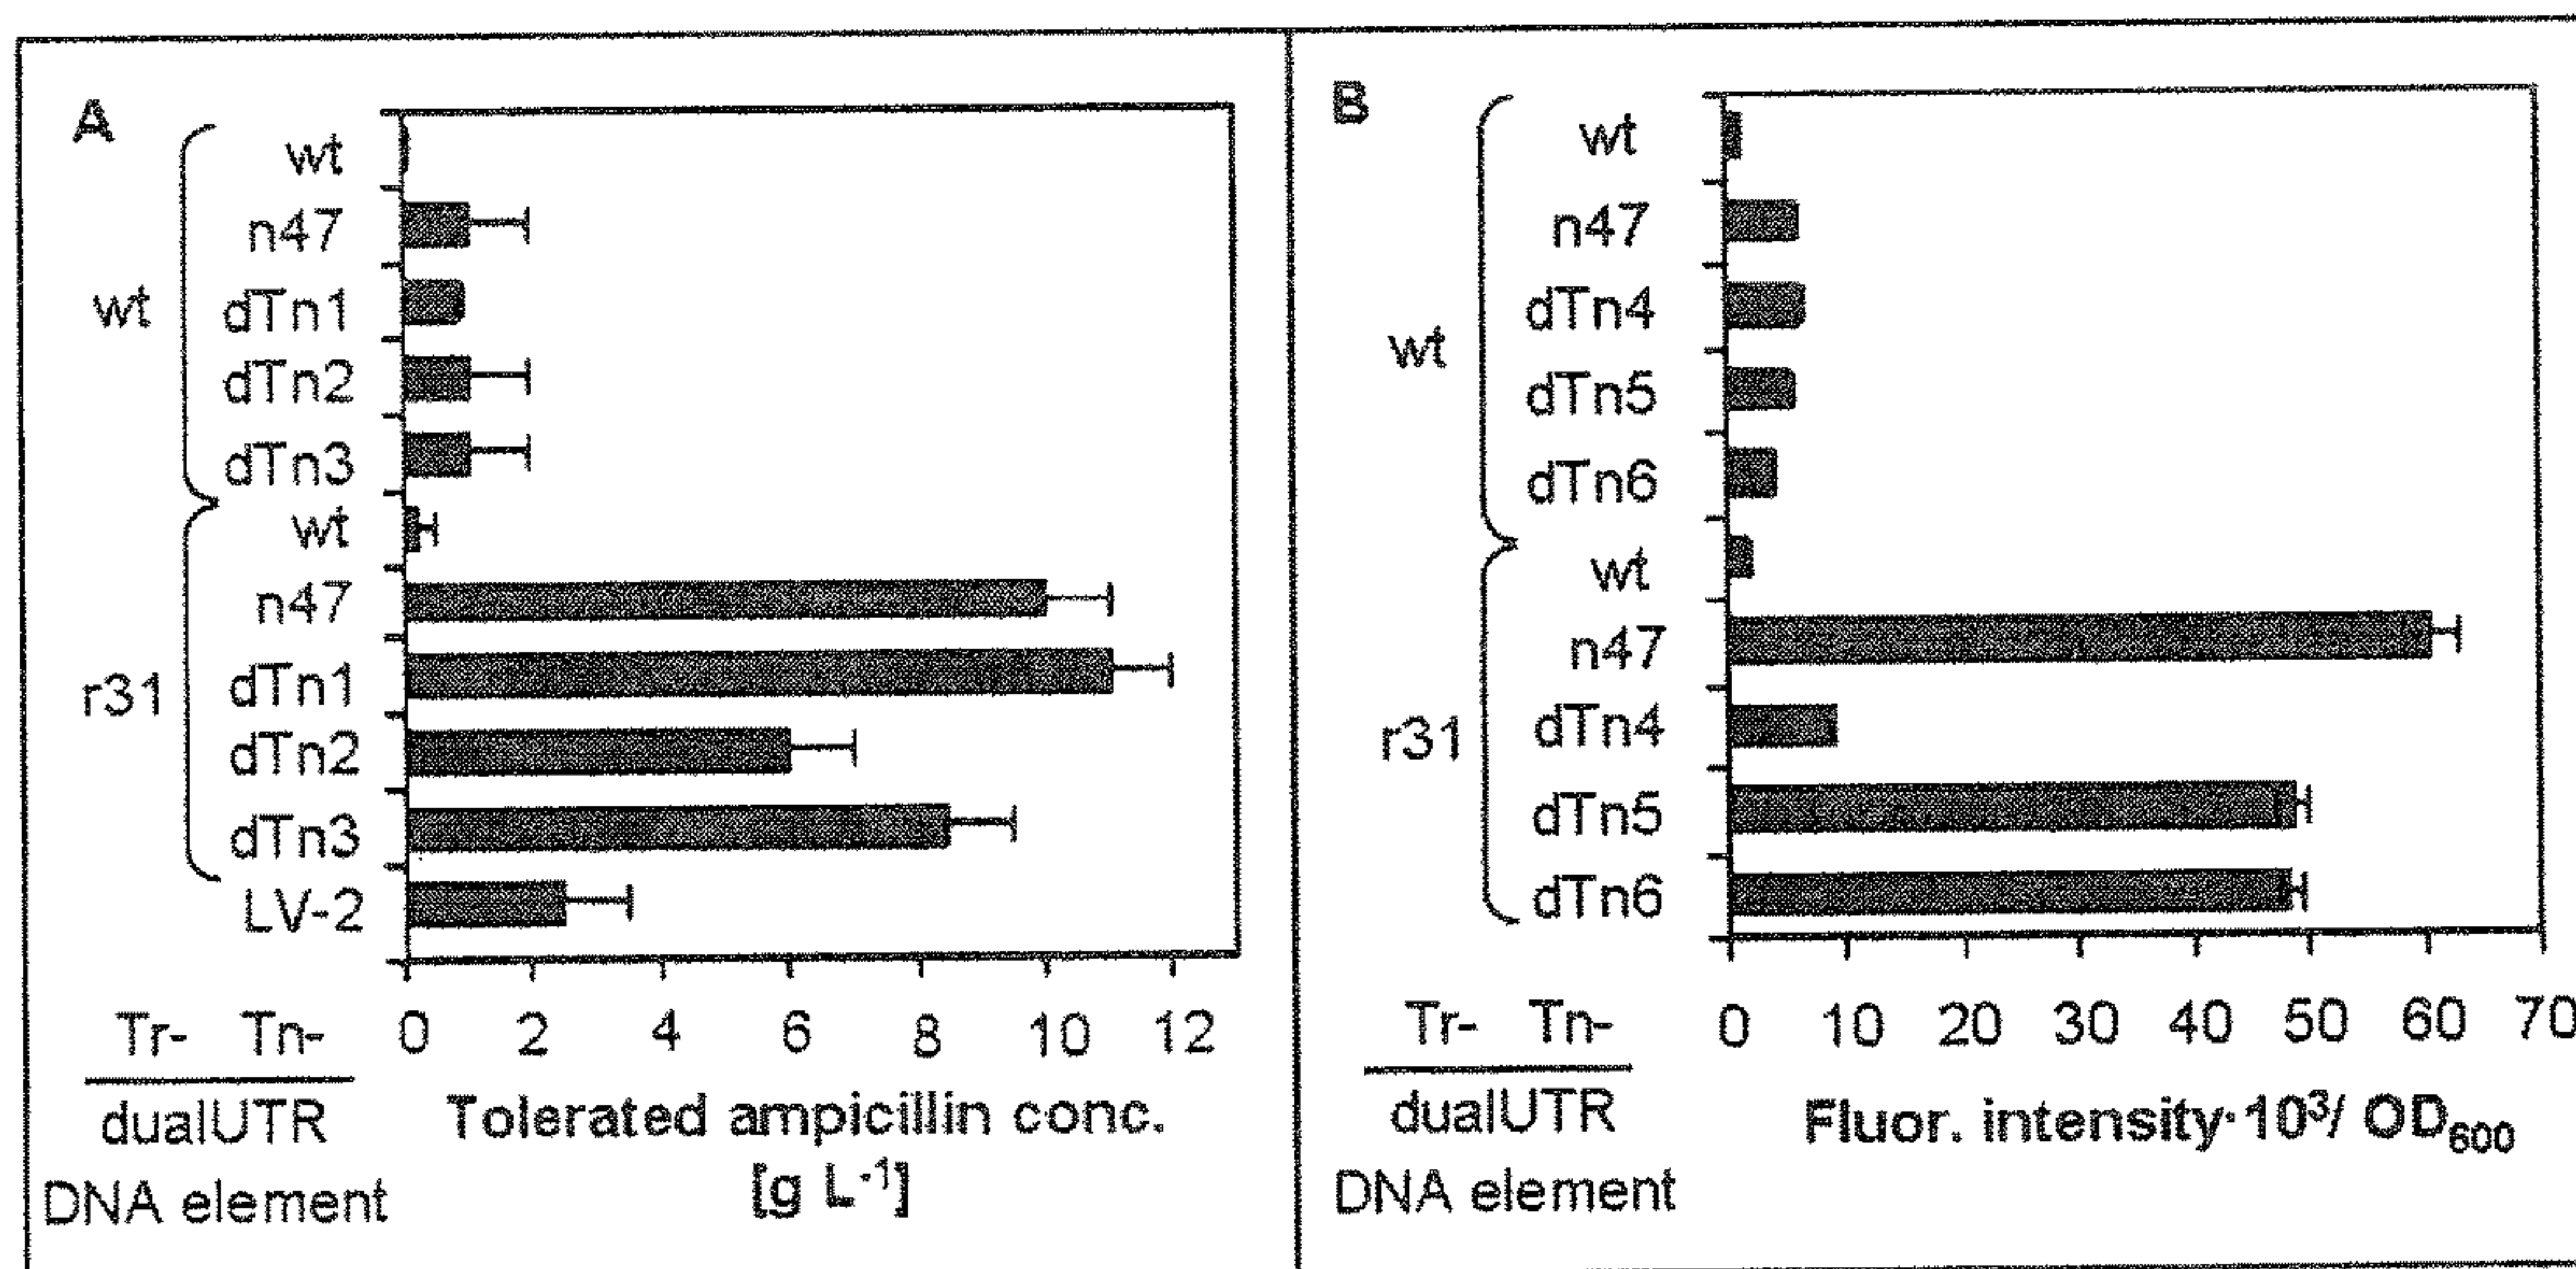 A
wt
n47
wt
dTn1
dTn2
dTn3
wt
n47
r31
dTn1
dTn2
dTn3
LV-2
Tr- Tn- 0 2 4 6 8 10 12
dualUTR
DNA element
Tolerated ampicillin conc.
[g L⁻¹]
B
wt
n47
dTn4
wt
dTn5
dTn6
wt
n47
r31
dTn4
dTn5
dTn6
Tr- Tn- 0 10 20 30 40 50 60 70
dualUTR
DNA element
Fluor. intensity·10³/ OD₆₀₀